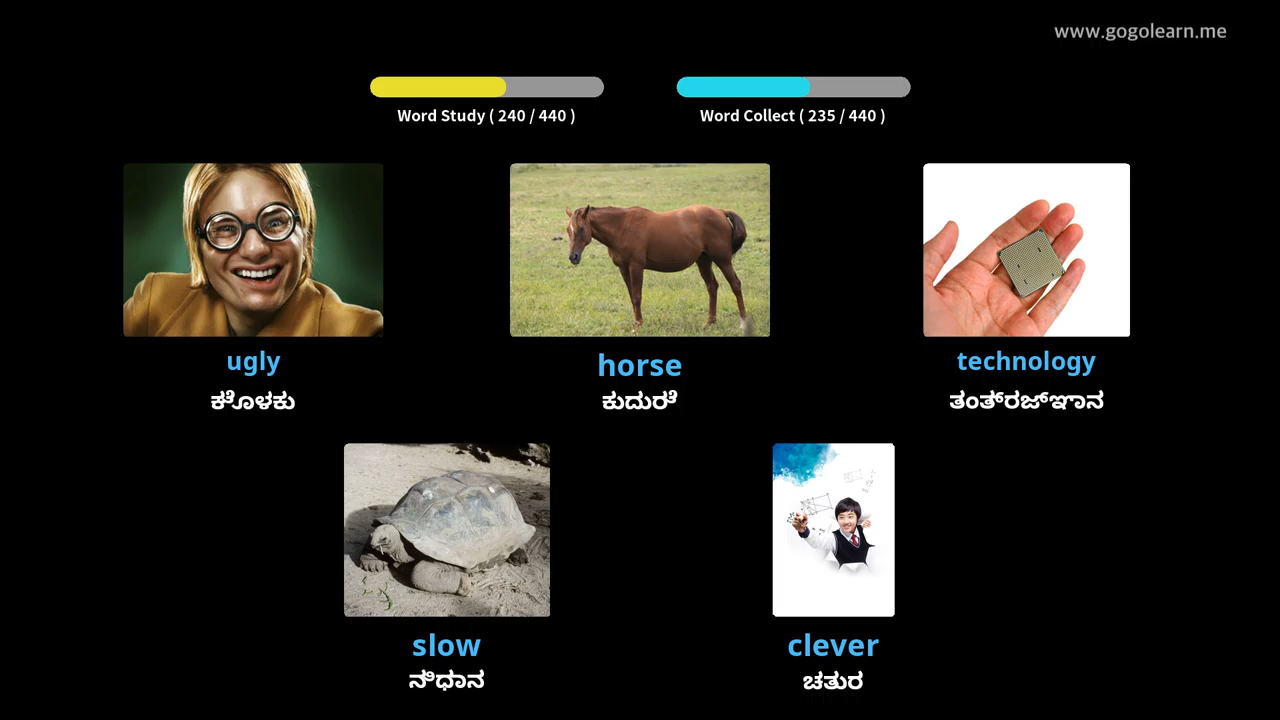 www.gogolearn.me
Word Study ( 240 / 440 )
Word Collect ( 235 / 440 )
ugly
ಕೊಳಕು
horse
ಕುದುರೆ
technology
ತಂತ್ರಜ್ಞಾನ
slow
ನಿಧಾನ
clever
ಚತುರ